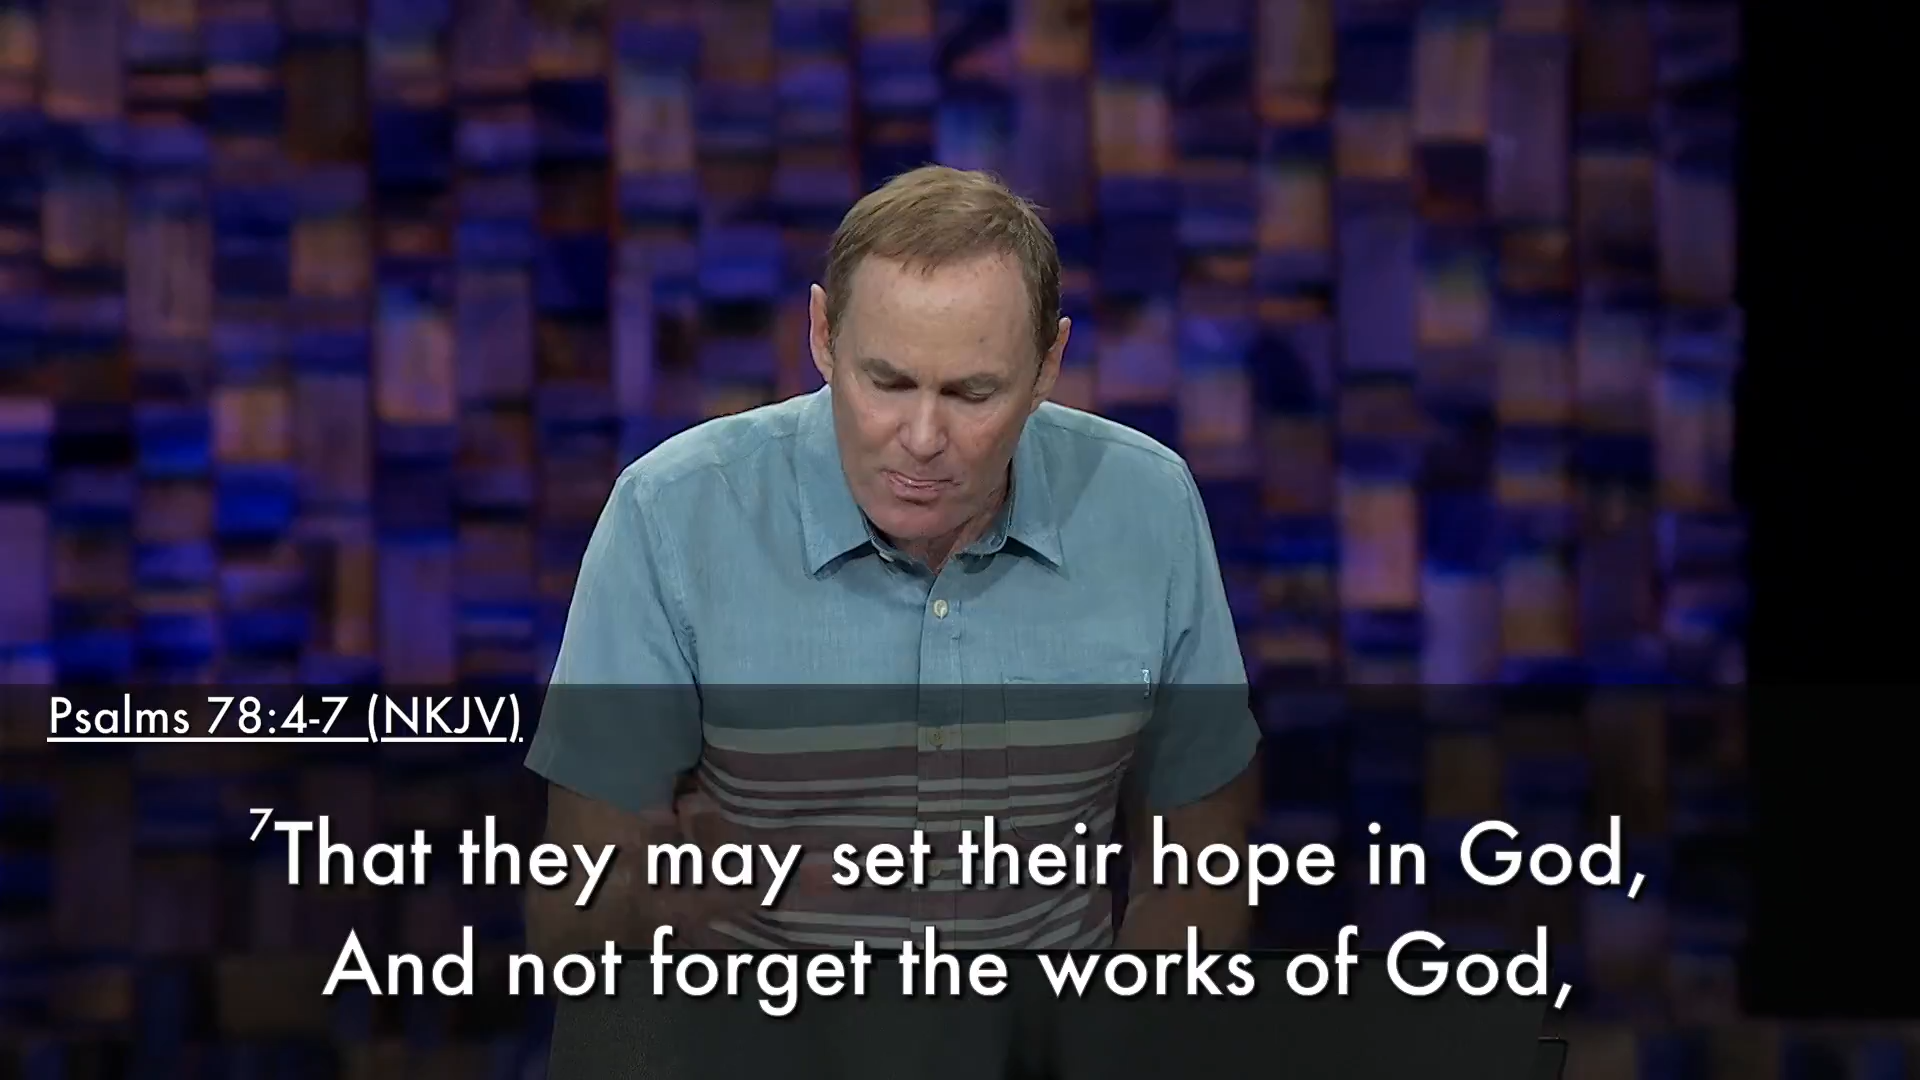 Psalms 78:4-7 (NKJV)
7That they may set their hope in God,
And not forget the works of God,